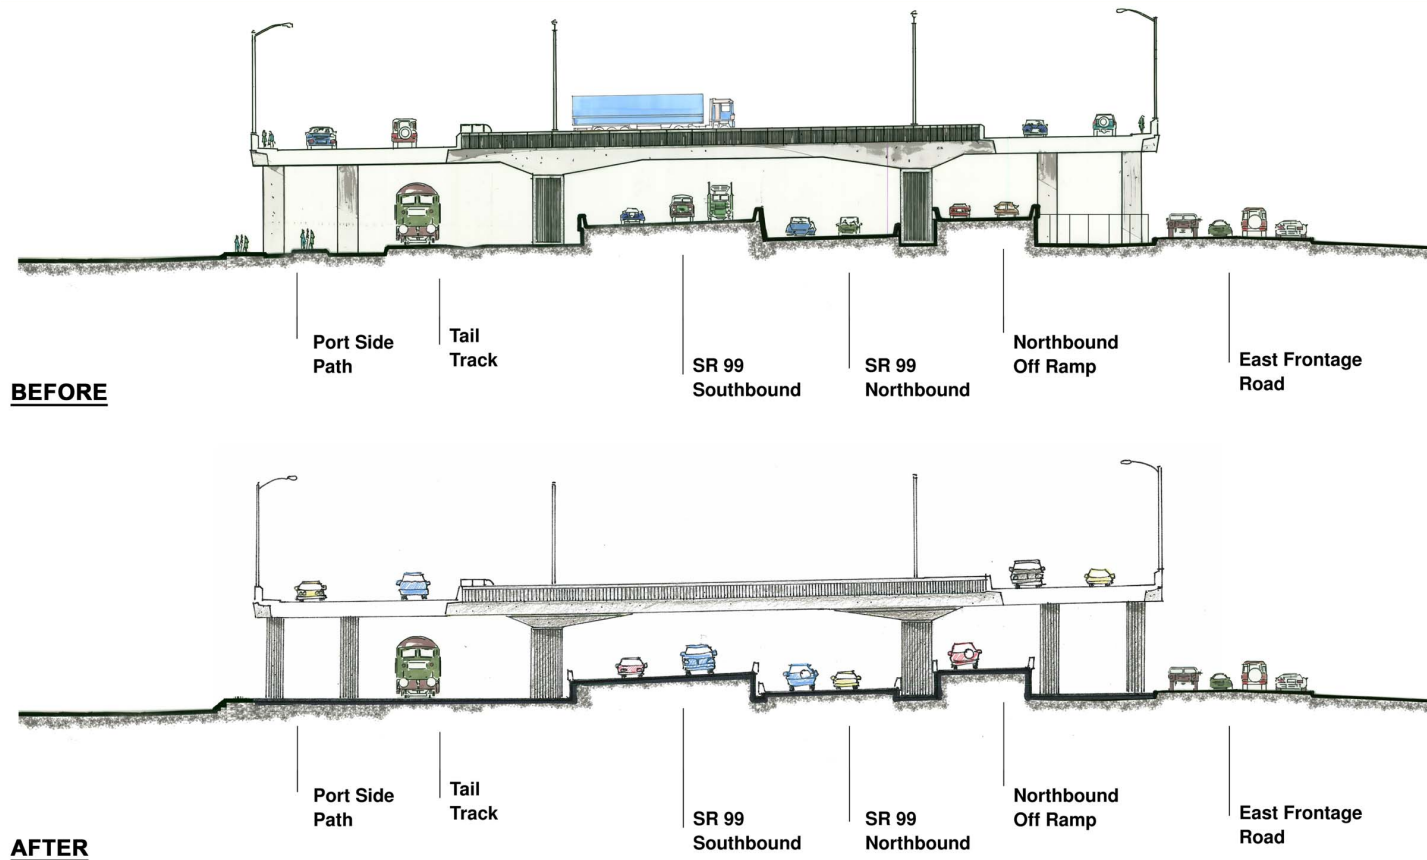 Port Side
Path
Tail
Track
SR 99
Southbound
SR 99
Northbound
Northbound
Off Ramp
East Frontage
Road
BEFORE
Port Side
Path
Tail
Track
SR 99
Southbound
SR 99
Northbound
Northbound
Off Ramp
East Frontage
Road
AFTER